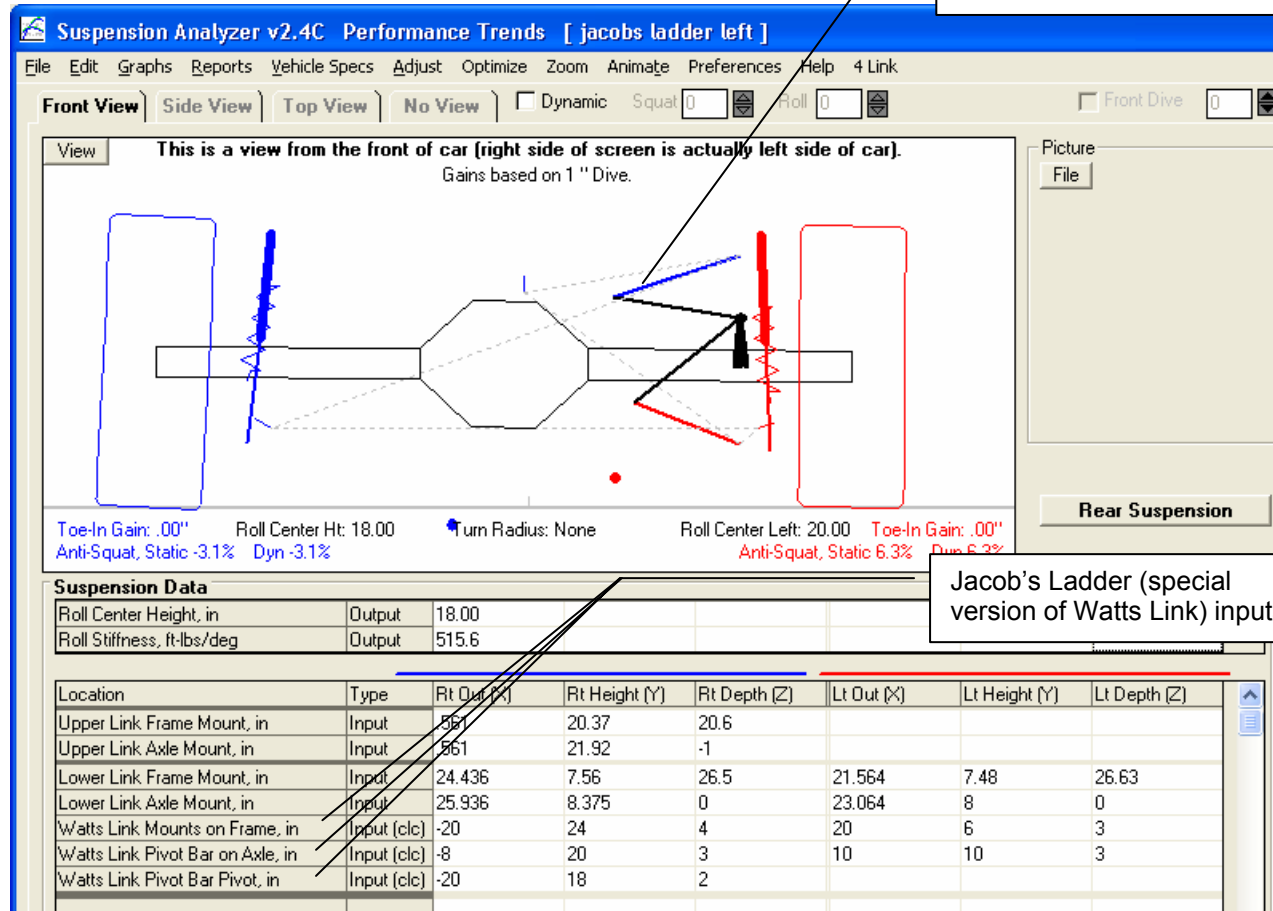 Suspension Analyzer v2.4C Performance Trends [ jacobs ladder left ]
File Edit Graphs Reports Vehicle Specs Adjust Optimize Zoom Animate Preferences Help 4 Link
Front View Side View Top View No View Dynamic Squat 0 Roll 0 Front Dive 0
View This is a view from the front of car (right side of screen is actually left side of car).
Gains based on 1 " Dive.
Picture
File
Toe-In Gain: .00" Roll Center Ht: 18.00 Turn Radius: None Roll Center Left: 20.00 Toe-In Gain: .00"
Anti-Squat, Static -3.1% Dyn -3.1% Anti-Squat, Static 6.3% Dyn 6.3%
Rear Suspension
Jacob's Ladder (special
version of Watts Link) input
Suspension Data
Roll Center Height, in Output 18.00
Roll Stiffness, ft-lbs/deg Output 515.6
Location Type Rt Out (X) Rt Height (Y) Rt Depth (Z) Lt Out (X) Lt Height (Y) Lt Depth (Z)
Upper Link Frame Mount, in Input .561 20.37 20.6
Upper Link Axle Mount, in Input .561 21.92 -1
Lower Link Frame Mount, in Input 24.436 7.56 26.5 21.564 7.48 26.63
Lower Link Axle Mount, in Input 25.936 8.375 0 23.064 8 0
Watts Link Mounts on Frame, in Input (clc) -20 24 4 20 6 3
Watts Link Pivot Bar on Axle, in Input (clc) -8 20 3 10 10 3
Watts Link Pivot Bar Pivot, in Input (clc) -20 18 2